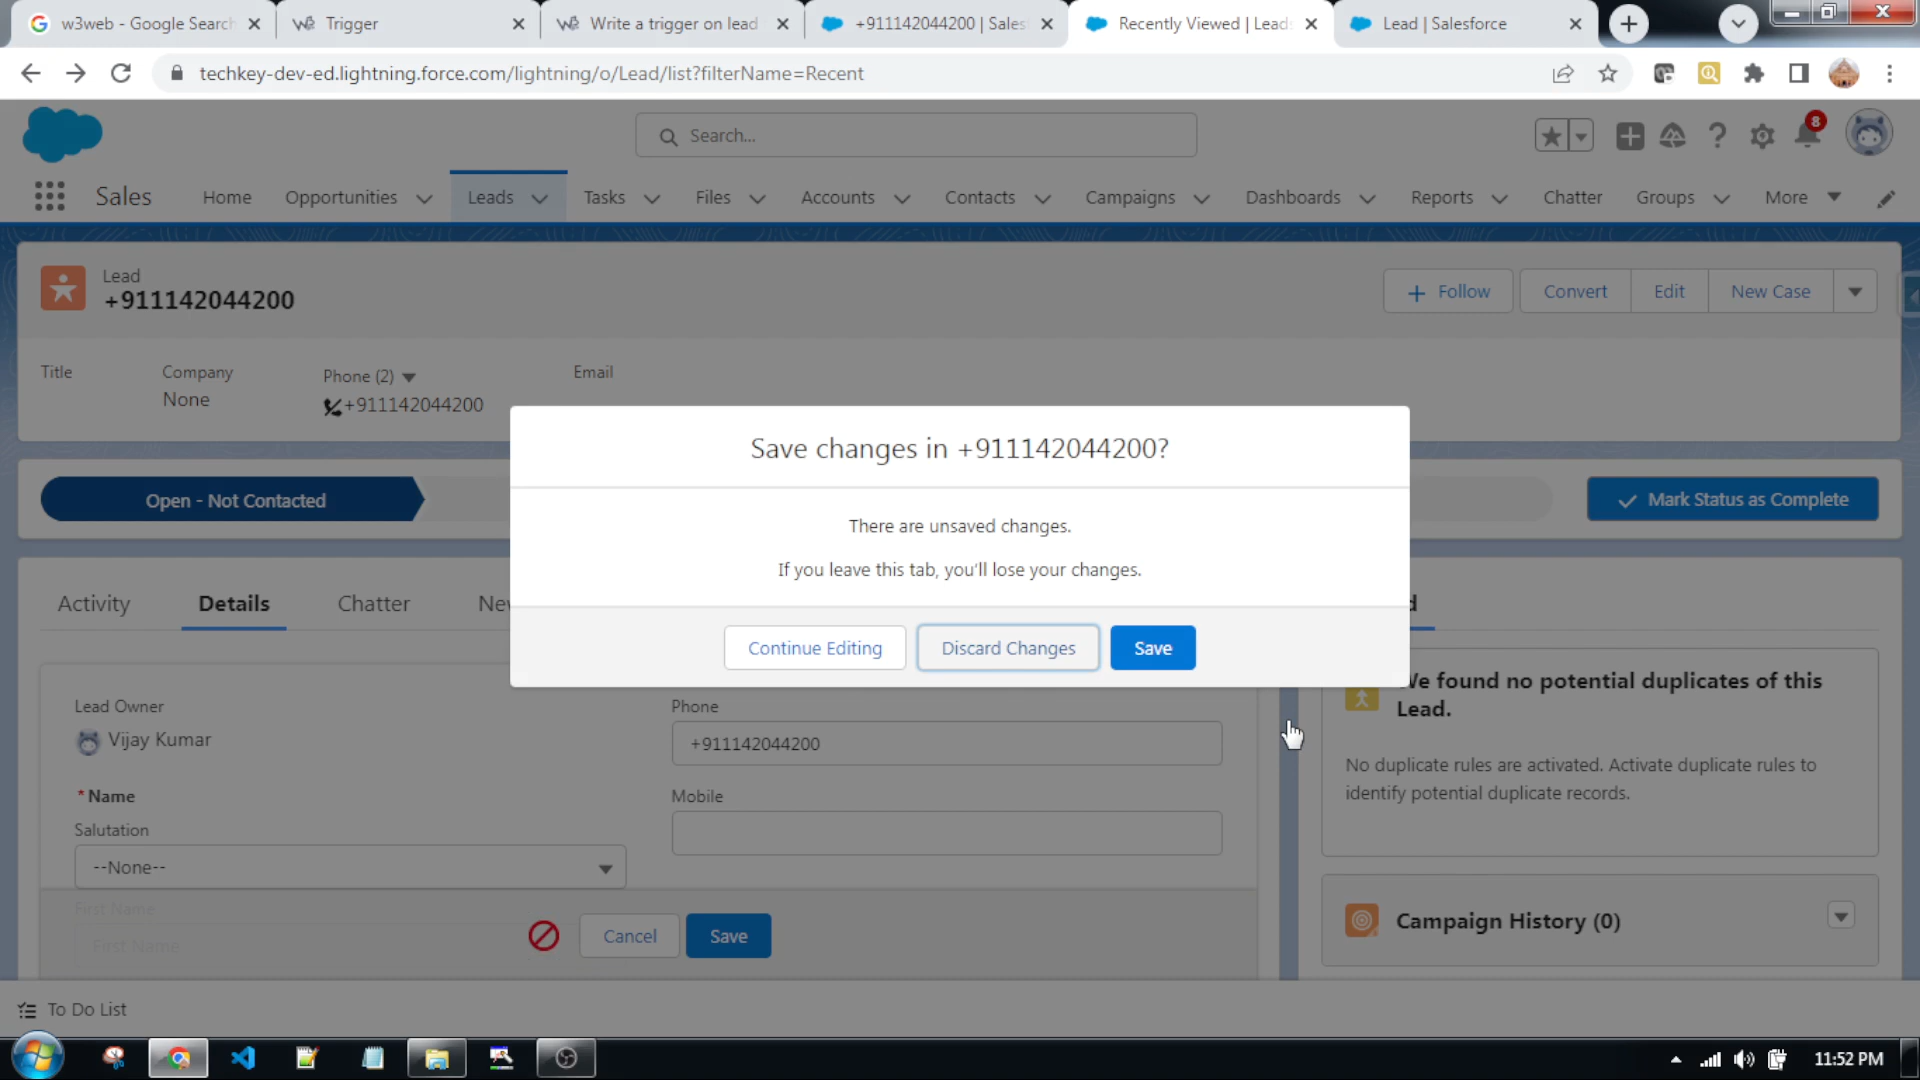 w3web - Google Search
Trigger
Write a trigger on lead
+911142044200 | Sales
Recently Viewed | Leads
Lead | Salesforce
techkey-dev-ed.lightning.force.com/lightning/o/Lead/list?filterName=Recent
Search...
8
Sales
Home
Opportunities
Leads
Tasks
Files
Accounts
Contacts
Campaigns
Dashboards
Reports
Chatter
Groups
More
Lead
+911142044200
Follow
Convert
Edit
New Case
Title
Company
Phone (2)
Email
None
+911142044200
Save changes in +911142044200?
There are unsaved changes.
If you leave this tab, you'll lose your changes.
Continue Editing
Discard Changes
Save
Open - Not Contacted
Mark Status as Complete
Activity
Details
Chatter
Lead Owner
Vijay Kumar
Phone
+911142044200
*Name
Mobile
Salutation
--None--
First Name
First Name
Cancel
Save
We found no potential duplicates of this
Lead.
No duplicate rules are activated. Activate duplicate rules to
identify potential duplicate records.
Campaign History (0)
To Do List
11:52 PM